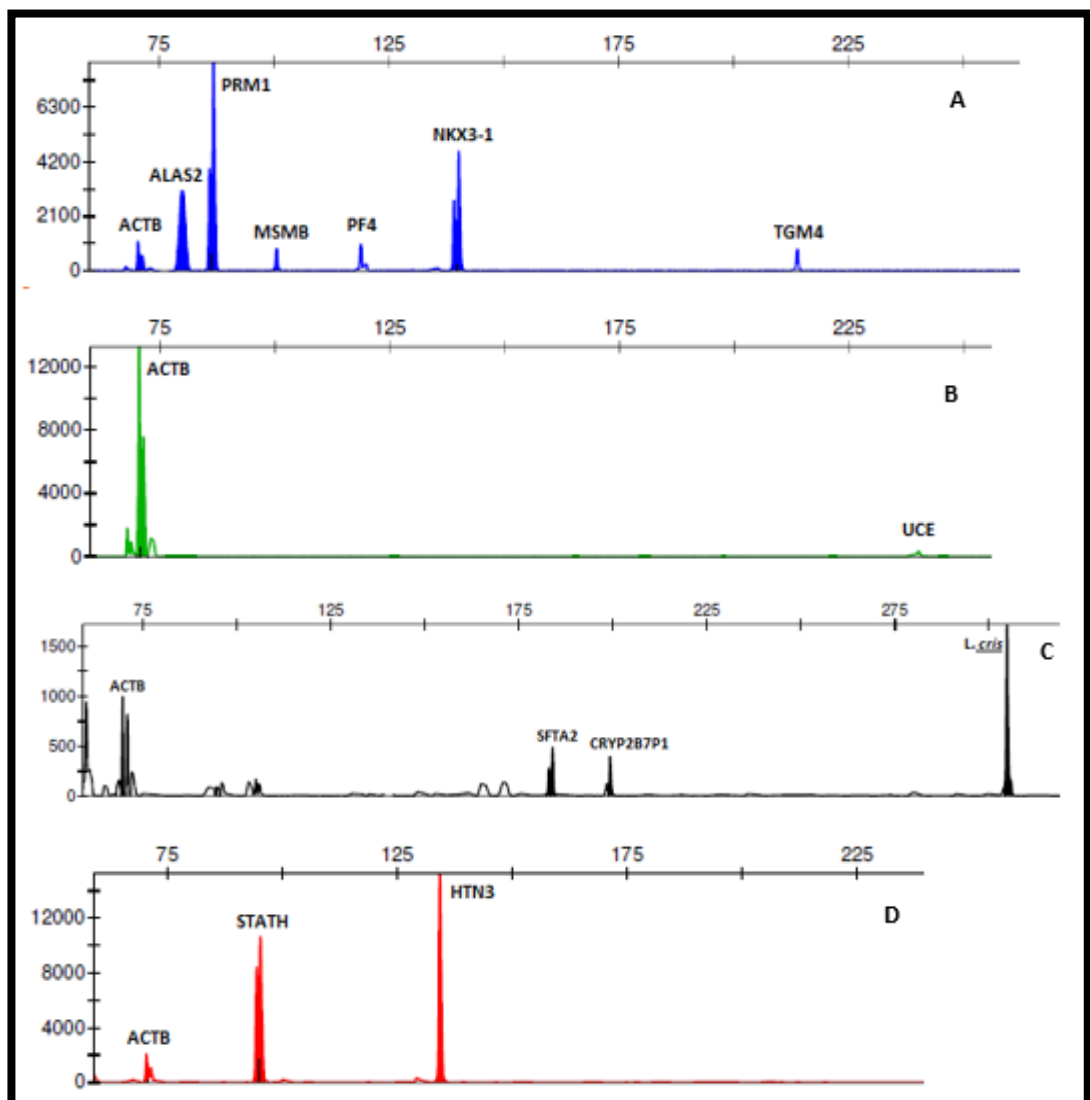 75 125 175 225
A
PRM1
6300
NKX3-1
4200
ALAS2
2100
ACTB
MSMB
PF4
TGM4
0
75 125 175 225
12000
ACTB
B
8000
4000
UCE
0
75 125 175 225 275
1500
L. cris
C
1000
ACTB
500
SFTA2
CRYP2B7P1
0
75 125 175 225
HTN3
12000
STATH
D
8000
4000
ACTB
0